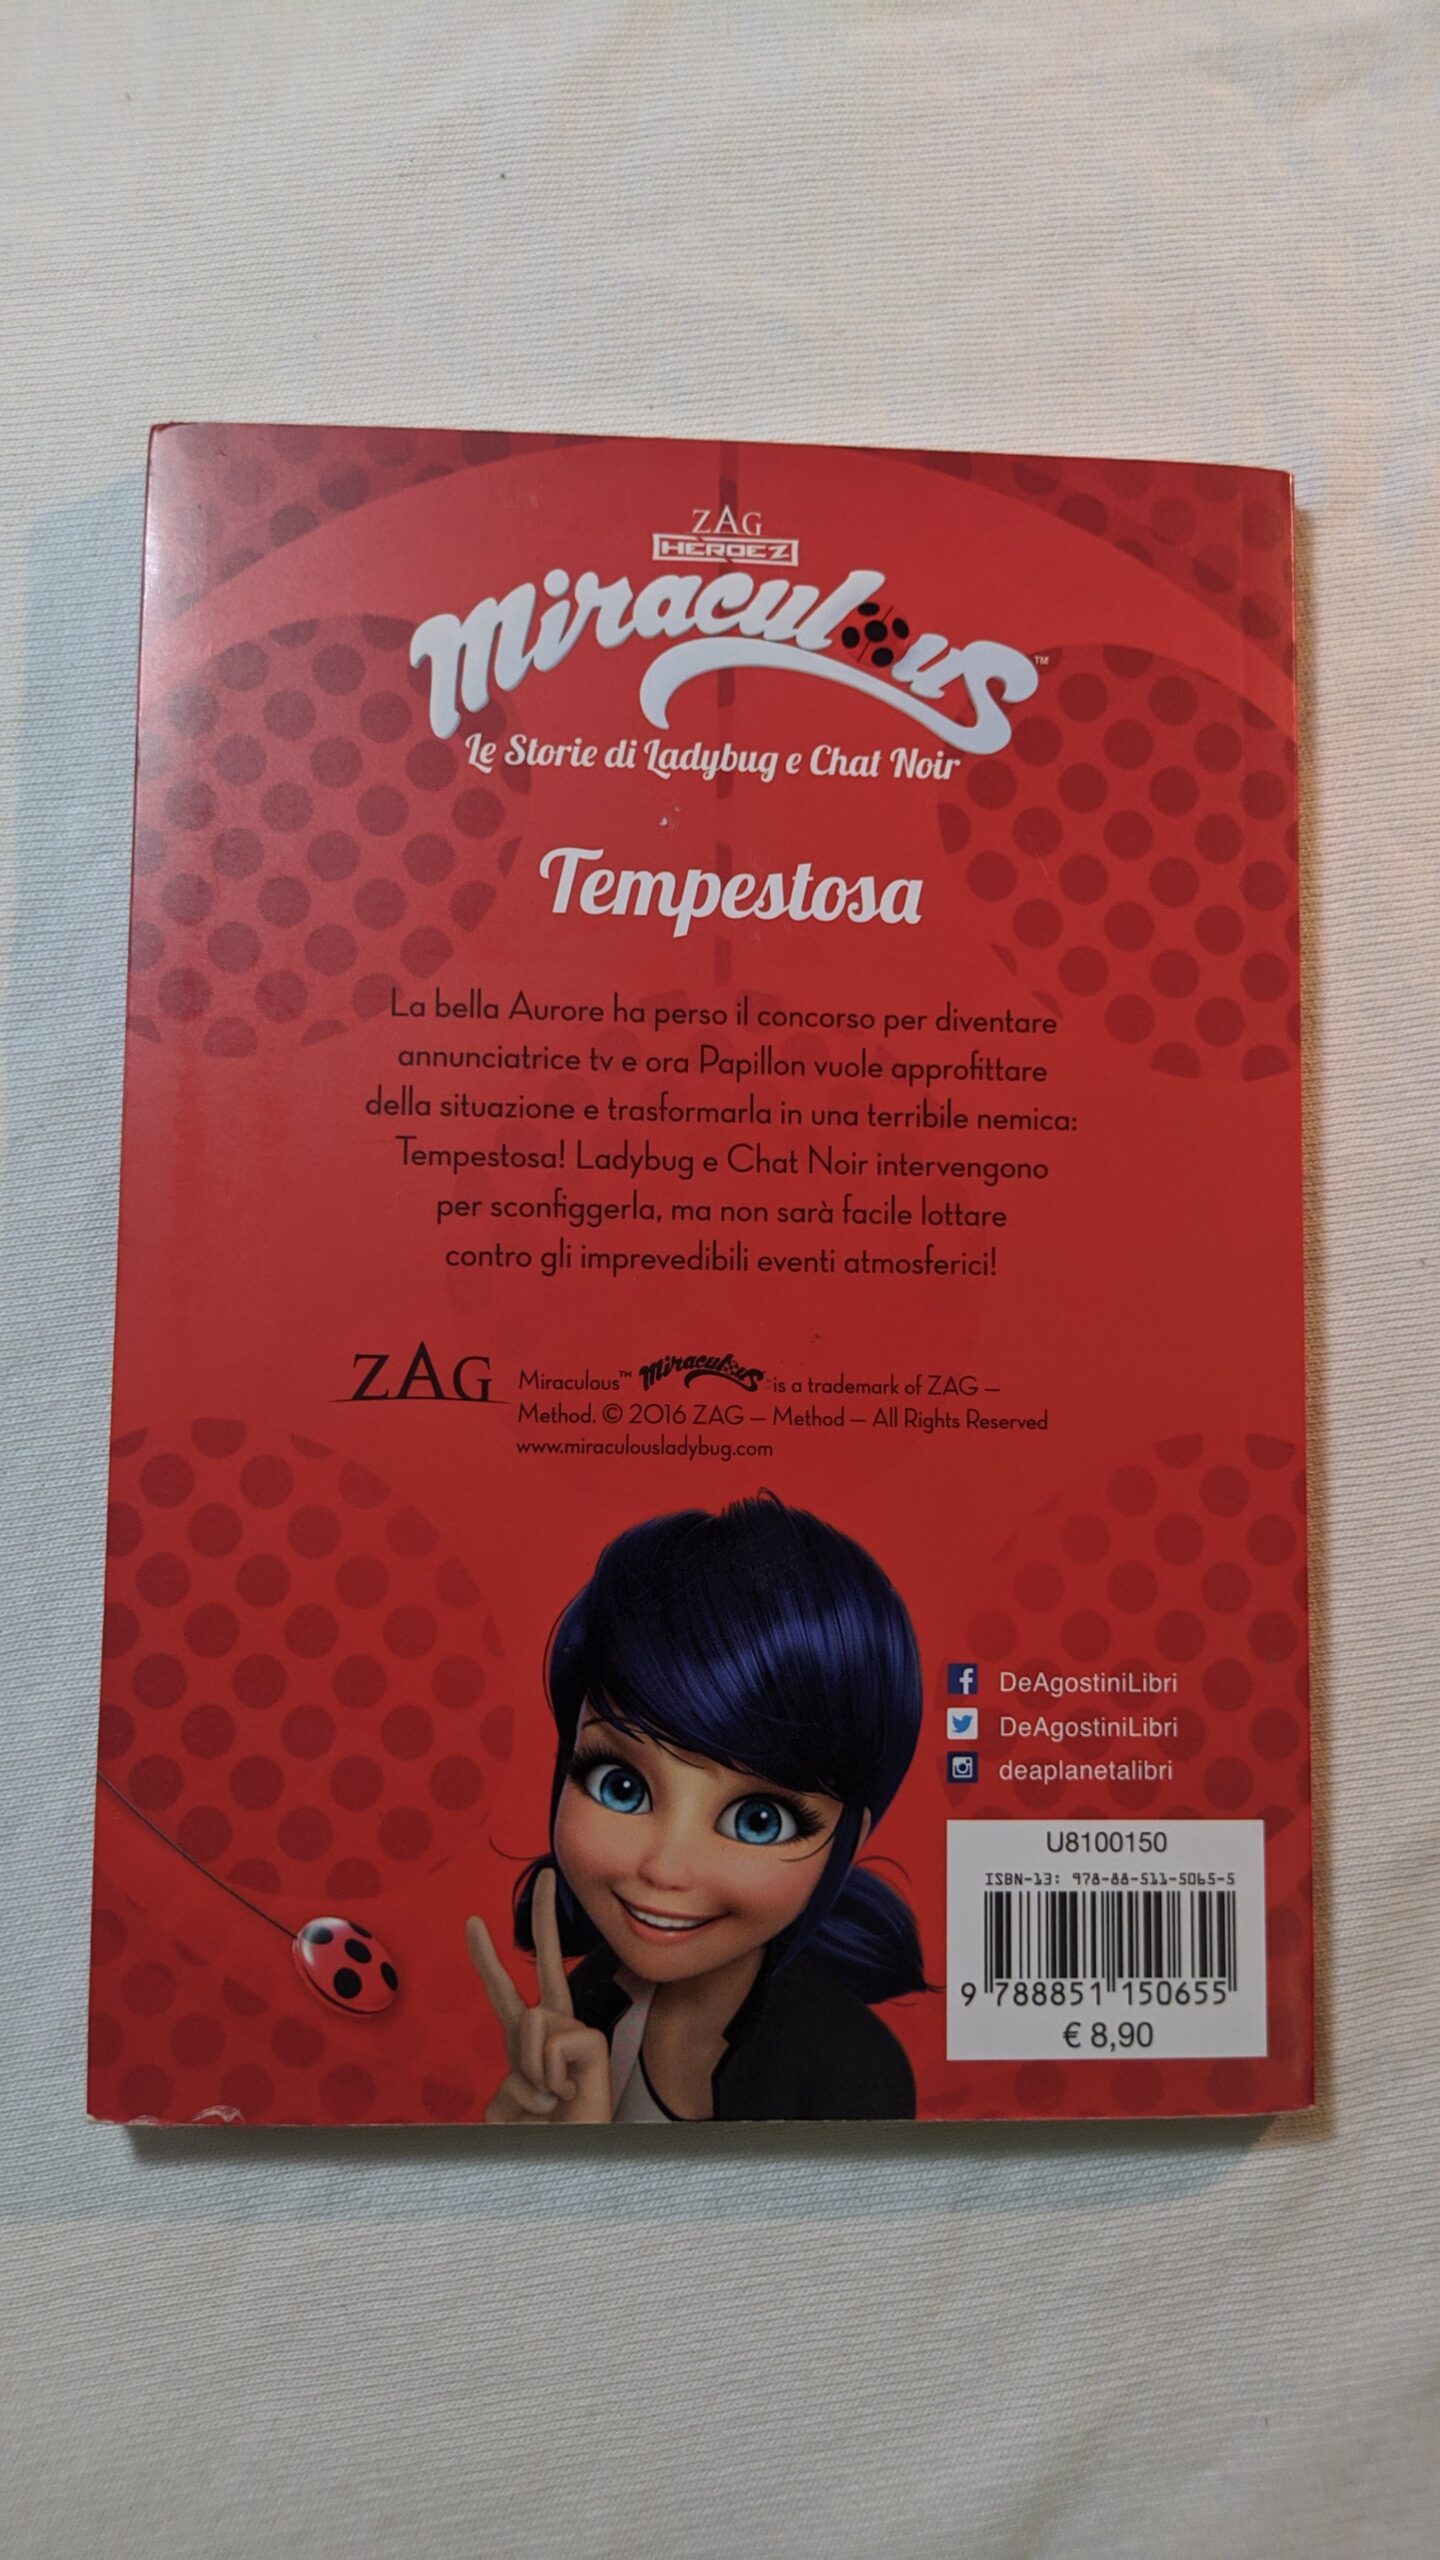 ZAG
HEROEZ
Miraculous™
Le Storie di Ladybug e Chat Noir
Tempestosa
La bella Aurore ha perso il concorso per diventare
annunciatrice tv e ora Papillon vuole approfittare
della situazione e trasformarla in una terribile nemica:
Tempestosa! Ladybug e Chat Noir intervengono
per sconfiggerla, ma non sarà facile lottare
contro gli imprevedibili eventi atmosferici!
ZAG
Miraculous™ Miraculous is a trademark of ZAG –
Method. © 2016 ZAG – Method – All Rights Reserved
www.miraculousladybug.com
DeAgostiniLibri
DeAgostiniLibri
deaplanetalibri
U8100150
ISBN-13: 978-88-511-5065-5
9 788851 150655
€ 8,90